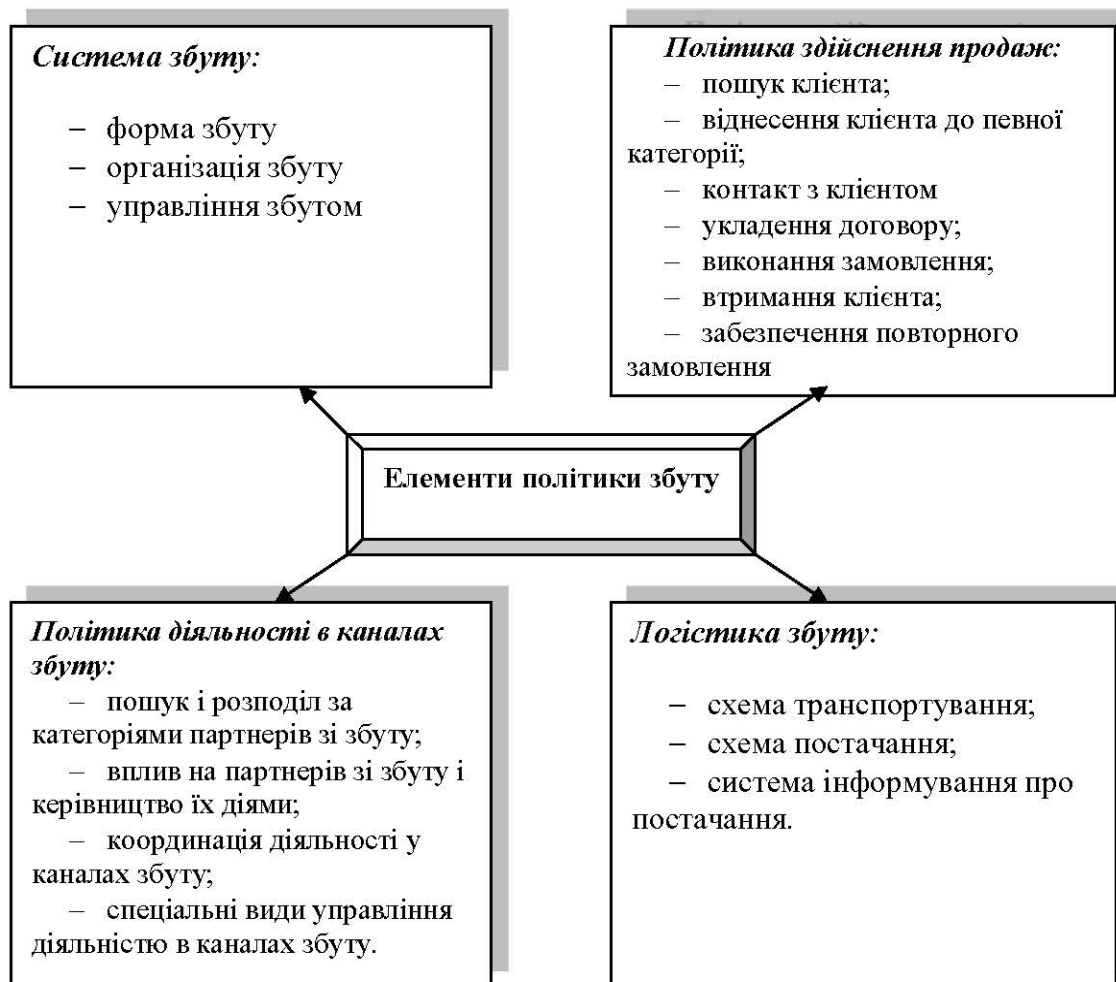 Система збуту:
– форма збуту
– організація збуту
– управління збутом
Політика здійснення продаж:
– пошук клієнта;
– віднесення клієнта до певної
категорії;
– контакт з клієнтом
– укладення договору;
– виконання замовлення;
– втримання клієнта;
– забезпечення повторного
замовлення
Елементи політики збуту
Політика діяльності в каналах
збуту:
– пошук і розподіл за
категоріями партнерів зі збуту;
– вплив на партнерів зі збуту і
керівництво їх діями;
– координація діяльності у
каналах збуту;
– спеціальні види управління
діяльністю в каналах збуту.
Логістика збуту:
– схема транспортування;
– схема постачання;
– система інформування про
постачання.